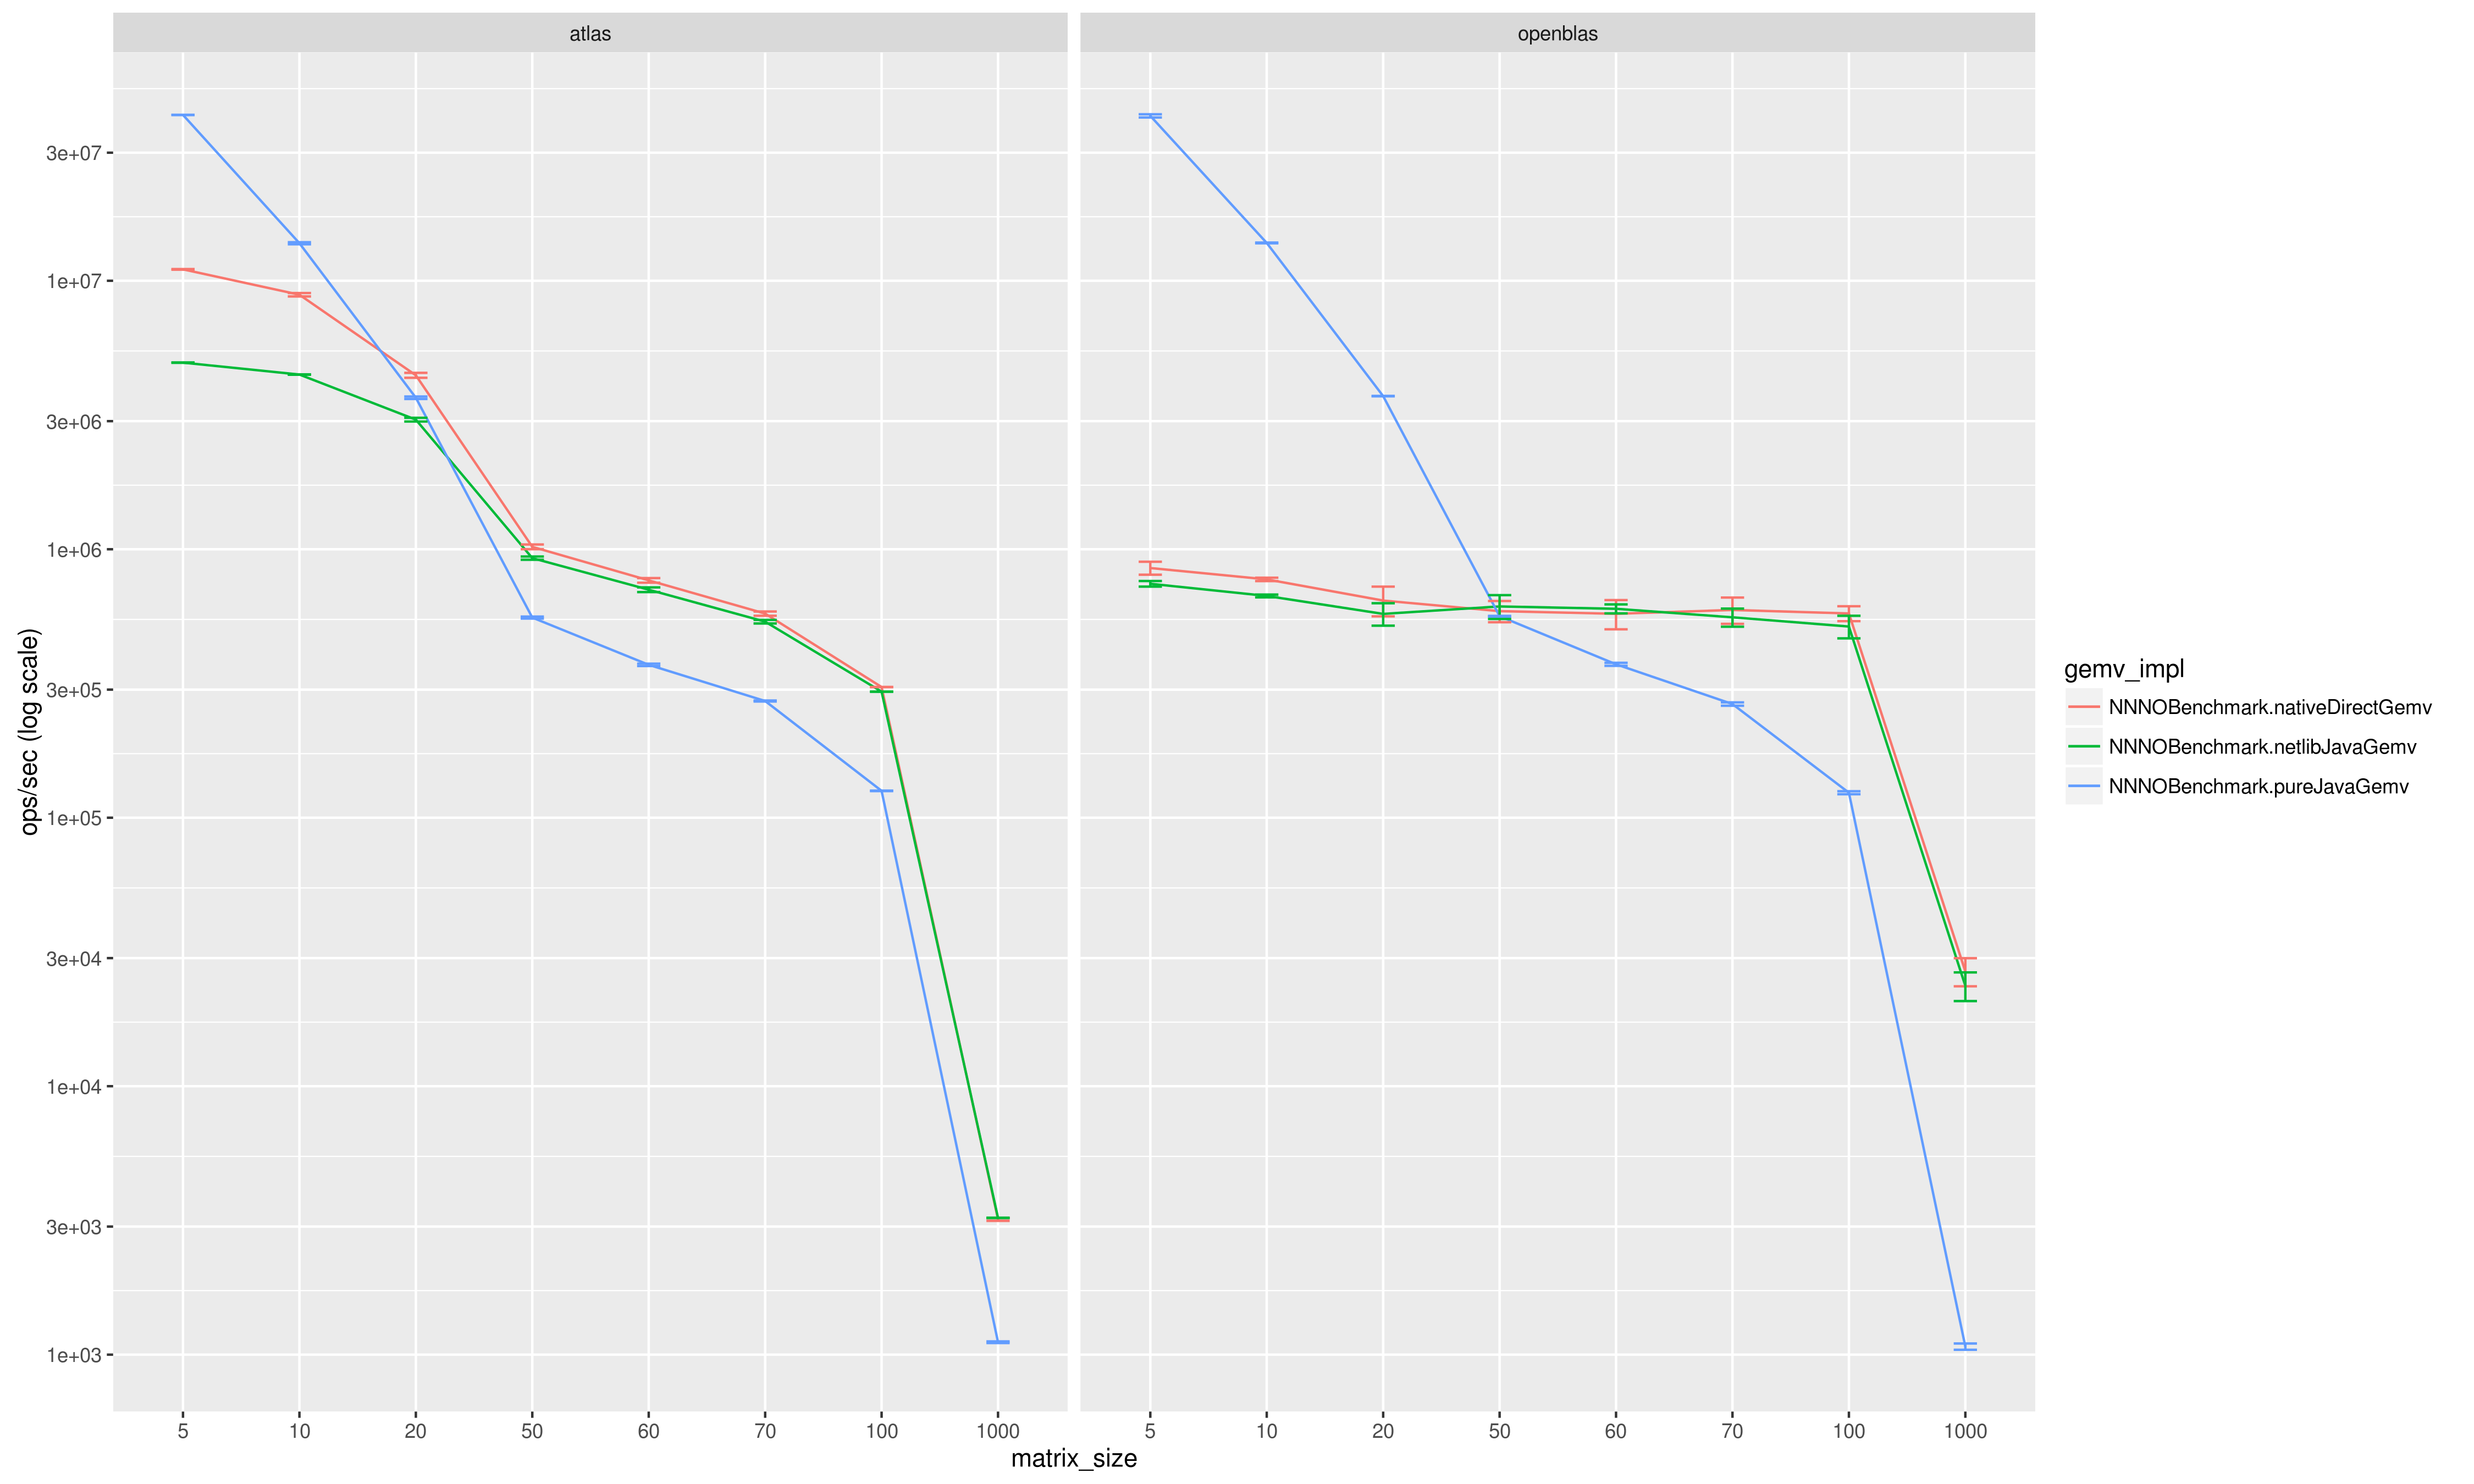 atlas
openblas
ops/sec (log scale)
3e+07
1e+07
3e+06
1e+06
3e+05
1e+05
3e+04
1e+04
3e+03
1e+03
5 10 20 50 60 70 100 1000
5 10 20 50 60 70 100 1000
matrix_size
gemv_impl
NNNOBenchmark.nativeDirectGemv
NNNOBenchmark.netlibJavaGemv
NNNOBenchmark.pureJavaGemv